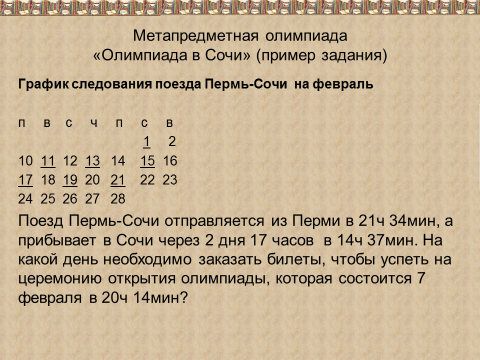 Метапредметная олимпиада
«Олимпиада в Сочи» (пример задания)
График следования поезда Пермь-Сочи на февраль
п в с ч п с в
1 2
10 11 12 13 14 15 16
17 18 19 20 21 22 23
24 25 26 27 28
Поезд Пермь-Сочи отправляется из Перми в 21ч 34мин, а
прибывает в Сочи через 2 дня 17 часов в 14ч 37мин. На
какой день необходимо заказать билеты, чтобы успеть на
церемонию открытия олимпиады, которая состоится 7
февраля в 20ч 14мин?